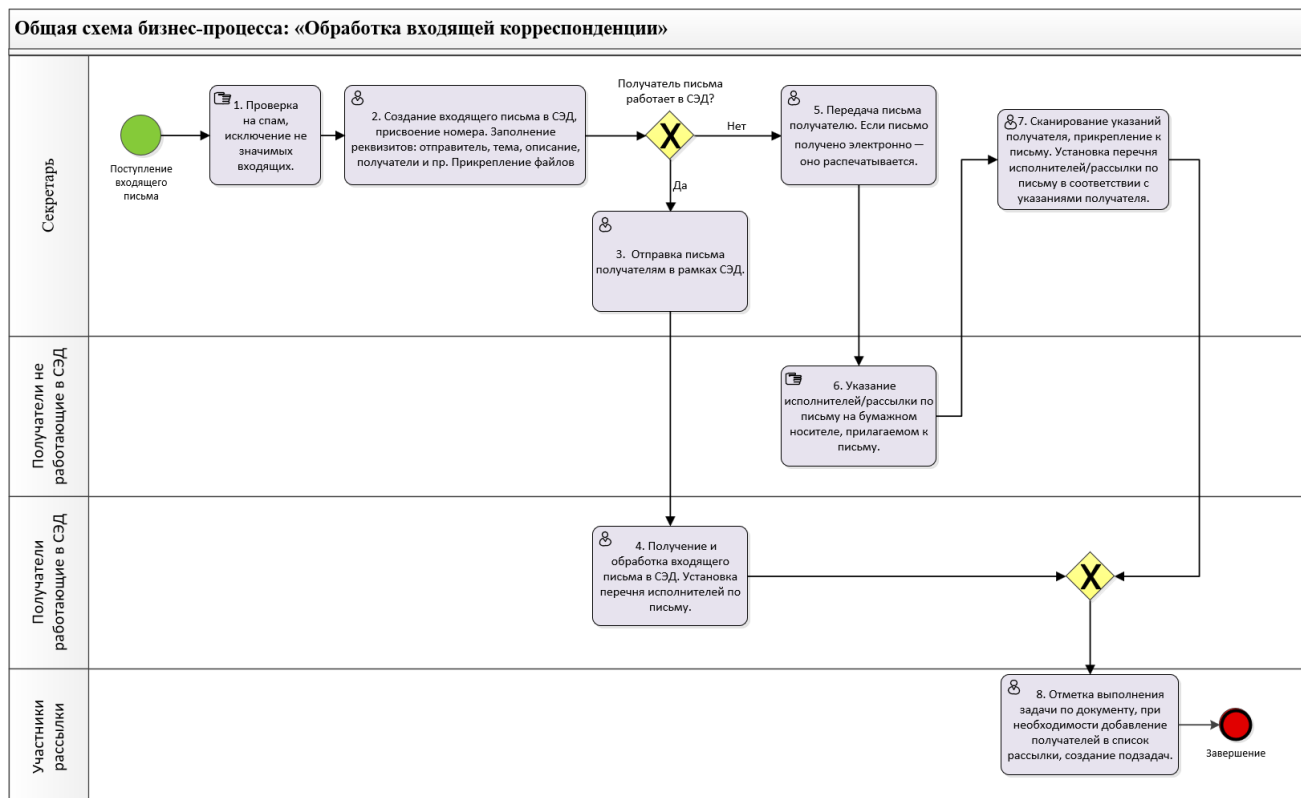 Общая схема бизнес-процесса: «Обработка входящей корреспонденции»
Секретарь
Поступление
входящего
письма
1. Проверка
на спам,
исключение не
значимых
входящих.
2. Создание входящего письма в СЭД,
присвоение номера. Заполнение
реквизитов: отправитель, тема, описание,
получатели и пр. Прикрепление файлов
Получатель письма
работает в СЭД?
Нет
Да
3. Отправка письма
получателям в рамках СЭД.
5. Передача письма
получателю. Если письмо
получено электронно —
оно распечатывается.
7. Сканирование указаний
получателя, прикрепление к
письму. Установка перечня
исполнителей/рассылки по
письму в соответствии с
указаниями получателя.
Получатели не
работающие в СЭД
6. Указание
исполнителей/рассылки по
письму на бумажном
носителе, прилагаемом к
письму.
Получатели
работающие в СЭД
4. Получение и
обработка входящего
письма в СЭД. Установка
перечня исполнителей по
письму.
Участники
рассылки
8. Отметка выполнения
задачи по документу, при
необходимости добавление
получателей в список
рассылки, создание подзадач.
Завершение